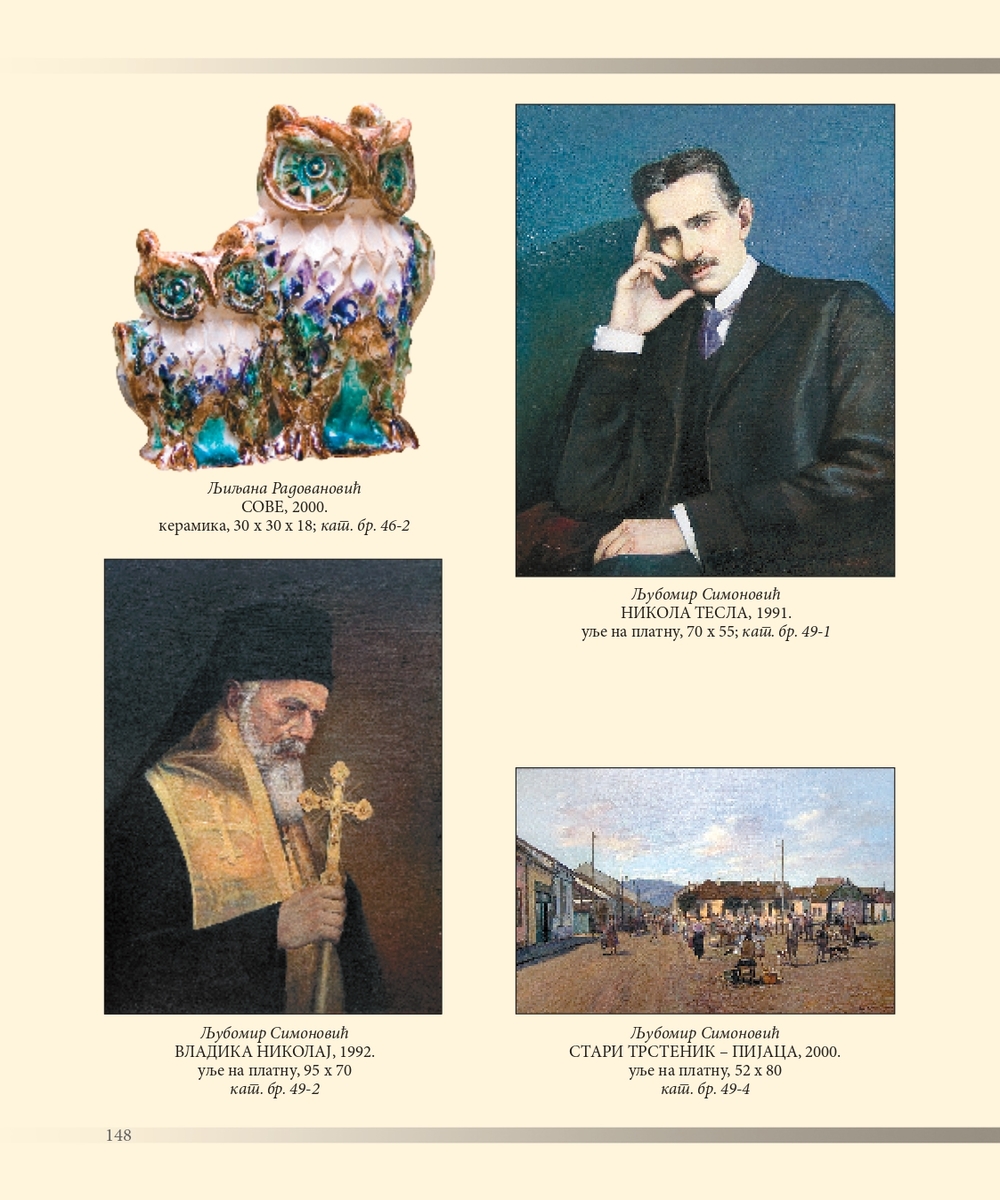 Љиљана Радовановић
СОВЕ, 2000.
керамика, 30 x 30 x 18; кат. бр. 46-2
Љубомир Симоновић
НИКОЛА ТЕСЛА, 1991.
уље на платну, 70 x 55; кат. бр. 49-1
Љубомир Симоновић
ВЛАДИКА НИКОЛАЈ, 1992.
уље на платну, 95 x 70
кат. бр. 49-2
Љубомир Симоновић
СТАРИ ТРСТЕНИК – ПИЈАЦА, 2000.
уље на платну, 52 x 80
кат. бр. 49-4
148